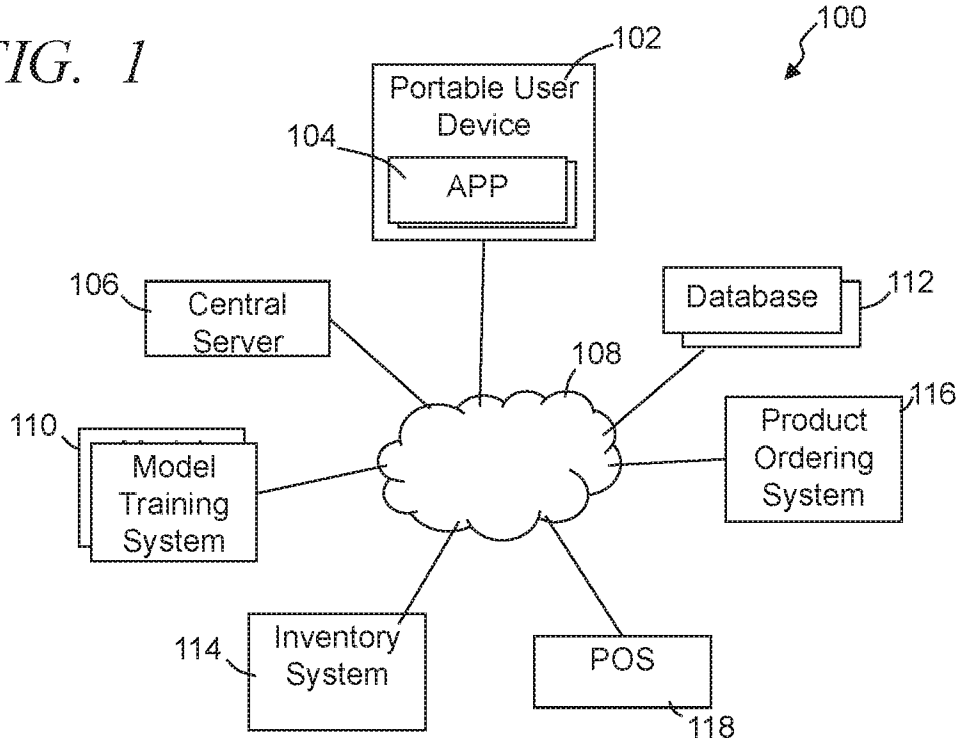 FIG. 1
100
102
Portable User
Device
104
APP
106
Central
Server
Database
112
108
110
Model
Training
System
Product
Ordering
System
116
114
Inventory
System
POS
118